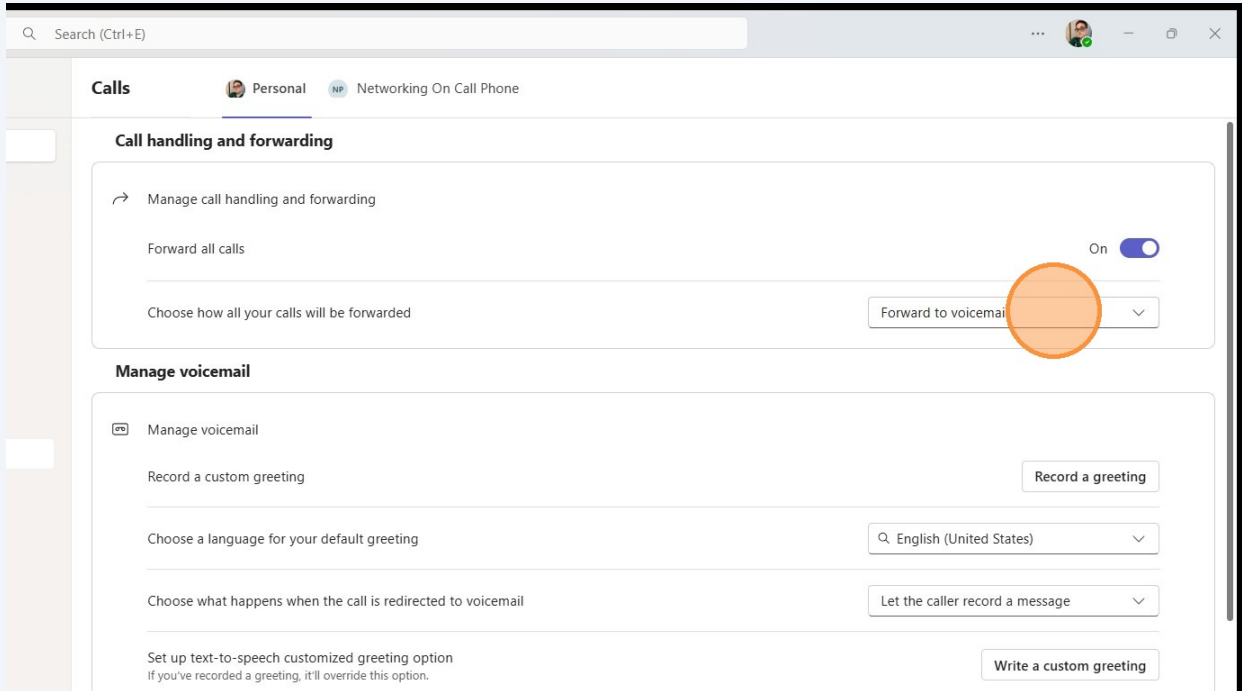 Search (Ctrl+E)
Calls Personal NP Networking On Call Phone
Call handling and forwarding
Manage call handling and forwarding
Forward all calls On
Choose how all your calls will be forwarded Forward to voicemail
Manage voicemail
Manage voicemail
Record a custom greeting Record a greeting
Choose a language for your default greeting English (United States)
Choose what happens when the call is redirected to voicemail Let the caller record a message
Set up text-to-speech customized greeting option Write a custom greeting
If you've recorded a greeting, it'll override this option.